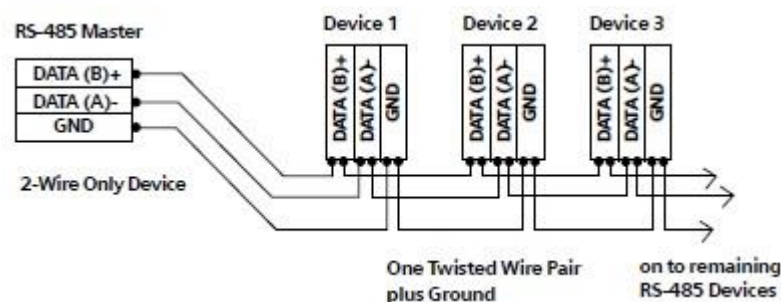 Device 1
Device 2
Device 3
RS-485 Master
DATA (B)+
DATA (A)-
GND
DATA (B)+
DATA (A)-
GND
DATA (B)+
DATA (A)-
GND
DATA (B)+
DATA (A)-
GND
2-Wire Only Device
One Twisted Wire Pair
plus Ground
on to remaining
RS-485 Devices